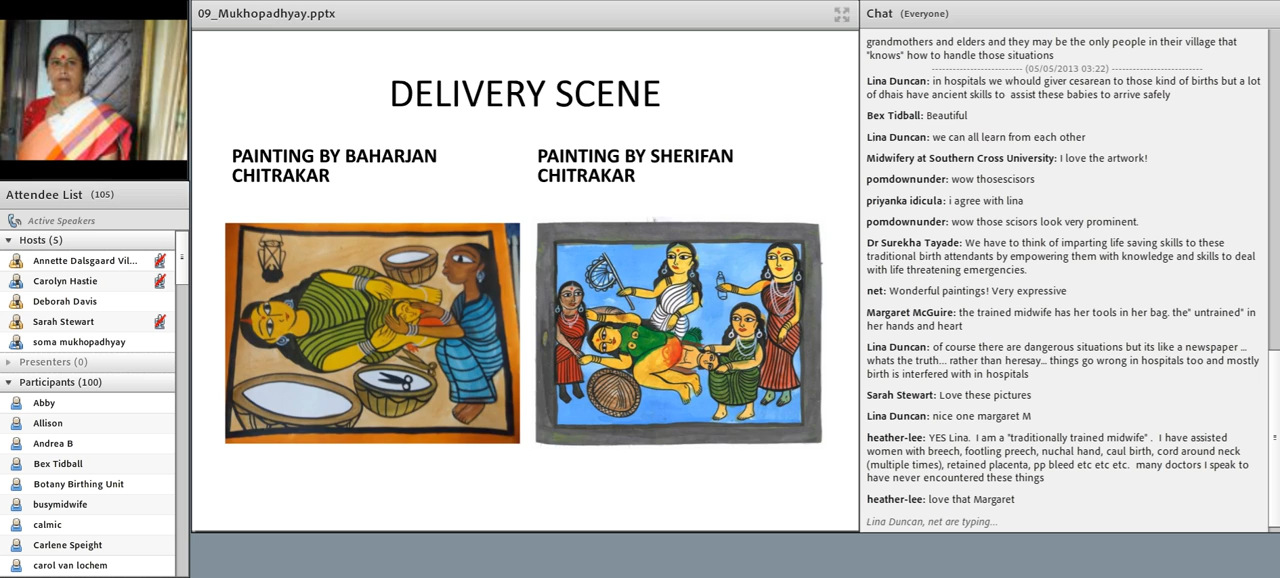 09_Mukhopadhyay.pptx
DELIVERY SCENE
PAINTING BY BAHARJAN
CHITRAKAR
PAINTING BY SHERIFAN
CHITRAKAR
Attendee List (105)
Active Speakers
Hosts (5)
Annette Dalsgaard Vil...
Carolyn Hastie
Deborah Davis
Sarah Stewart
soma mukhopadhyay
Presenters (0)
Participants (100)
Abby
Allison
Andrea B
Bex Tidball
Botany Birthing Unit
busymidwife
calmic
Carlene Speight
carol van lochem
Chat (Everyone)
grandmothers and elders and they may be the only people in their village that
"knows" how to handle those situations
------------------------ (05/05/2013 03:22) ------------------------
Lina Duncan: in hospitals we whould giver cesarean to those kind of births but a lot
of dhais have ancient skills to assist these babies to arrive safely
Bex Tidball: Beautiful
Lina Duncan: we can all learn from each other
Midwifery at Southern Cross University: I love the artwork!
pomdownunder: wow thosescisors
priyanka idicula: i agree with lina
pomdownunder: wow those scisors look very prominent.
Dr Surekha Tayade: We have to think of imparting life saving skills to these
traditional birth attendants by empowering them with knowledge and skills to deal
with life threatening emergencies.
net: Wonderful paintings! Very expressive
Margaret McGuire: the trained midwife has her tools in her bag. the" untrained" in
her hands and heart
Lina Duncan: of course there are dangerous situations but its like a newspaper ...
whats the truth... rather than heresay... things go wrong in hospitals too and mostly
birth is interfered with in hospitals
Sarah Stewart: Love these pictures
Lina Duncan: nice one margaret M
heather-lee: YES Lina. I am a "traditionally trained midwife" . I have assisted
women with breech, footling preech, nuchal hand, caul birth, cord around neck
(multiple times), retained placenta, pp bleed etc etc etc. many doctors I speak to
have never encountered these things
heather-lee: love that Margaret
Lina Duncan, net are typing...